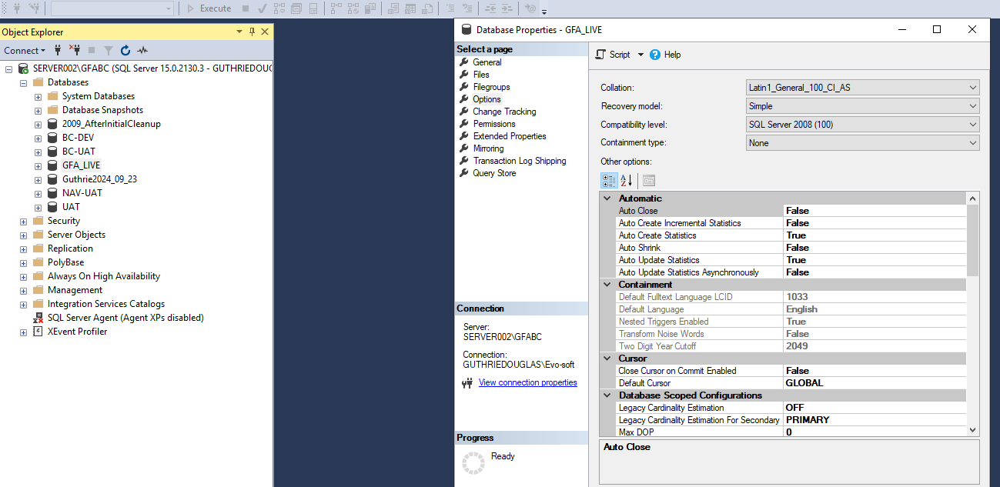 Execute
Object Explorer
Connect
SERVER002\GFABC (SQL Server 15.0.2130.3 - GUTHRIEDOUG
Databases
System Databases
Database Snapshots
2009_AfterInitialCleanup
BC-DEV
BC-UAT
GFA_LIVE
Guthrie2024_09_23
NAV-UAT
UAT
Security
Server Objects
Replication
PolyBase
Always On High Availability
Management
Integration Services Catalogs
SQL Server Agent (Agent XPs disabled)
XEvent Profiler
Database Properties - GFA_LIVE
Select a page
General
Files
Filegroups
Options
Change Tracking
Permissions
Extended Properties
Mirroring
Transaction Log Shipping
Query Store
Connection
Server:
SERVER002\GFABC
Connection:
GUTHRIEDOUGLAS\Evo-soft
View connection properties
Progress
Ready
Script Help
Collation: Latin1_General_100_CI_AS
Recovery model: Simple
Compatibility level: SQL Server 2008 (100)
Containment type: None
Other options:
Automatic
Auto Close False
Auto Create Incremental Statistics False
Auto Create Statistics True
Auto Shrink False
Auto Update Statistics True
Auto Update Statistics Asynchronously False
Containment
Default Fulltext Language LCID 1033
Default Language English
Nested Triggers Enabled True
Transform Noise Words False
Two Digit Year Cutoff 2049
Cursor
Close Cursor on Commit Enabled False
Default Cursor GLOBAL
Database Scoped Configurations
Legacy Cardinality Estimation OFF
Legacy Cardinality Estimation For Secondary PRIMARY
Max DOP 0
Auto Close